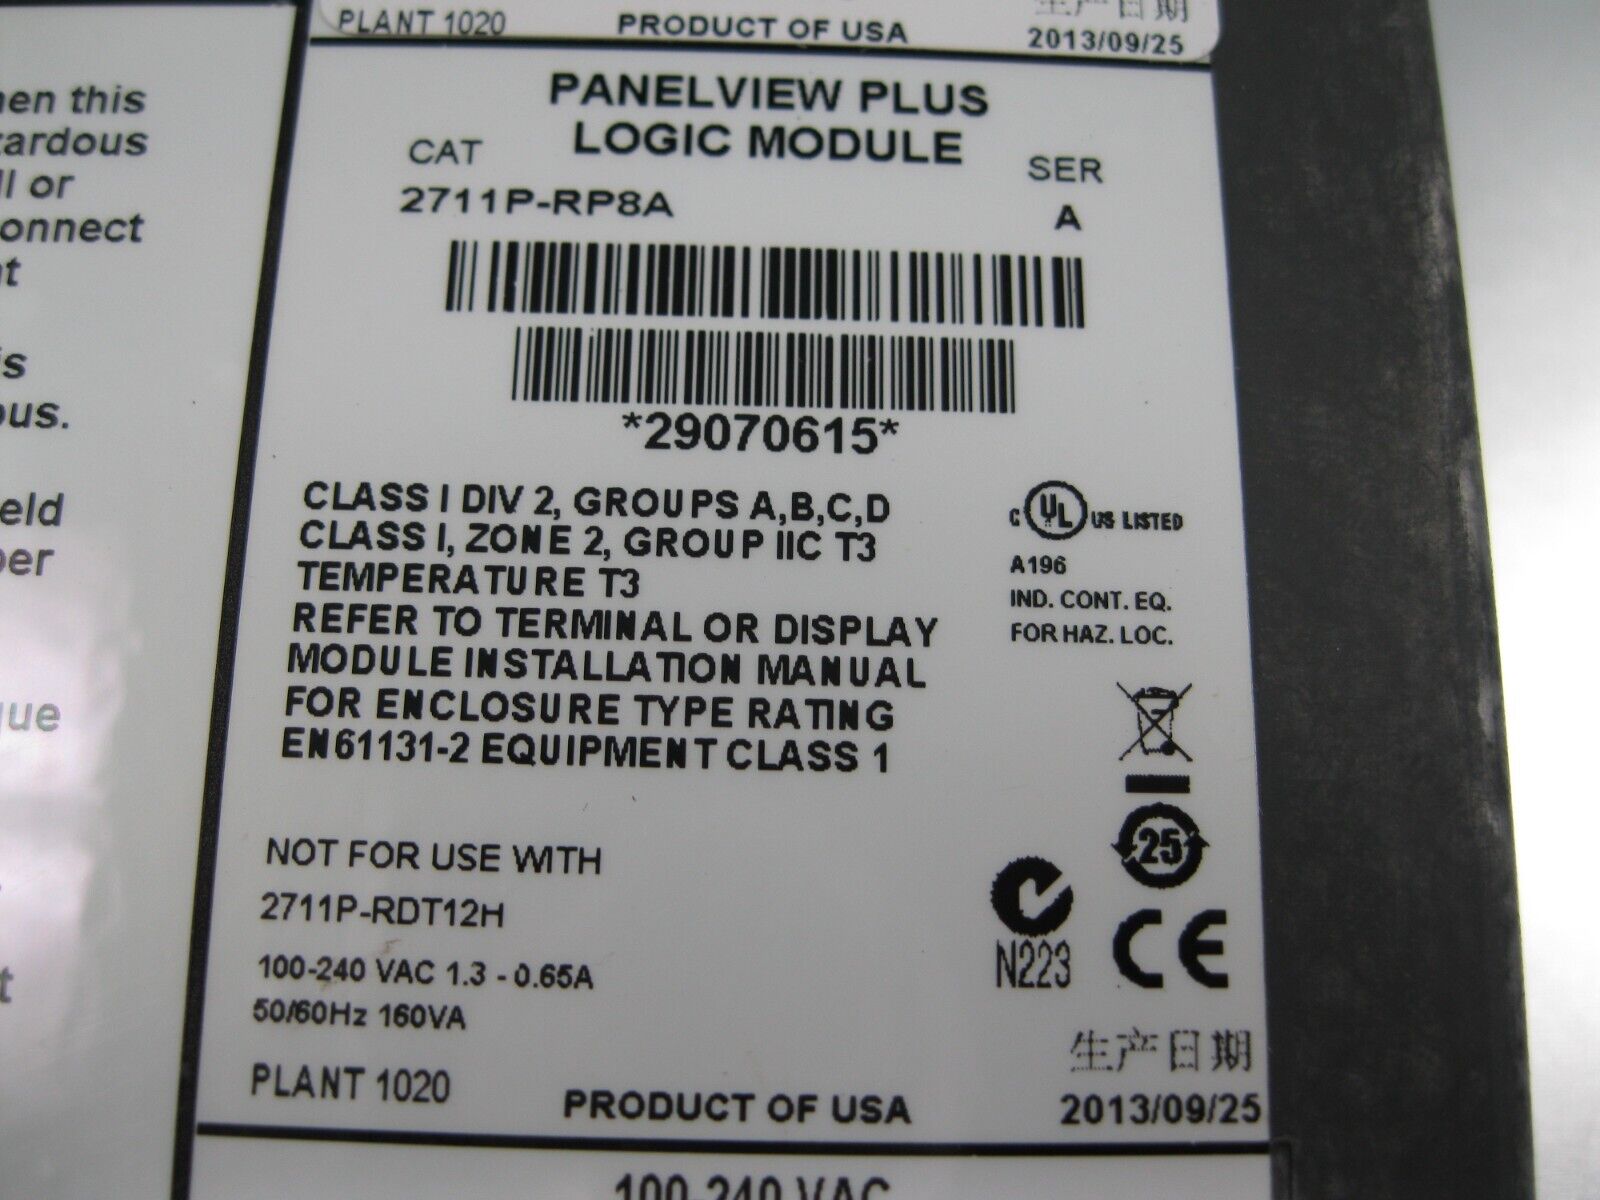 PLANT 1020
PRODUCT OF USA
生产日期
2013/09/25
en this
zardous
ll or
onnect
t
is
ous.
eld
per
que
t
PANELVIEW PLUS
LOGIC MODULE
CAT
SER
2711P-RP8A
A
*29070615*
CLASS I DIV 2, GROUPS A,B,C,D
CLASS I, ZONE 2, GROUP IIC T3
TEMPERATURE T3
REFER TO TERMINAL OR DISPLAY
MODULE INSTALLATION MANUAL
FOR ENCLOSURE TYPE RATING
EN61131-2 EQUIPMENT CLASS 1
C UL US LISTED
A196
IND. CONT. EQ.
FOR HAZ. LOC.
NOT FOR USE WITH
2711P-RDT12H
100-240 VAC 1.3 - 0.65A
50/60Hz 160VA
25
N223
CE
PLANT 1020
PRODUCT OF USA
生产日期
2013/09/25
100-240 VAC